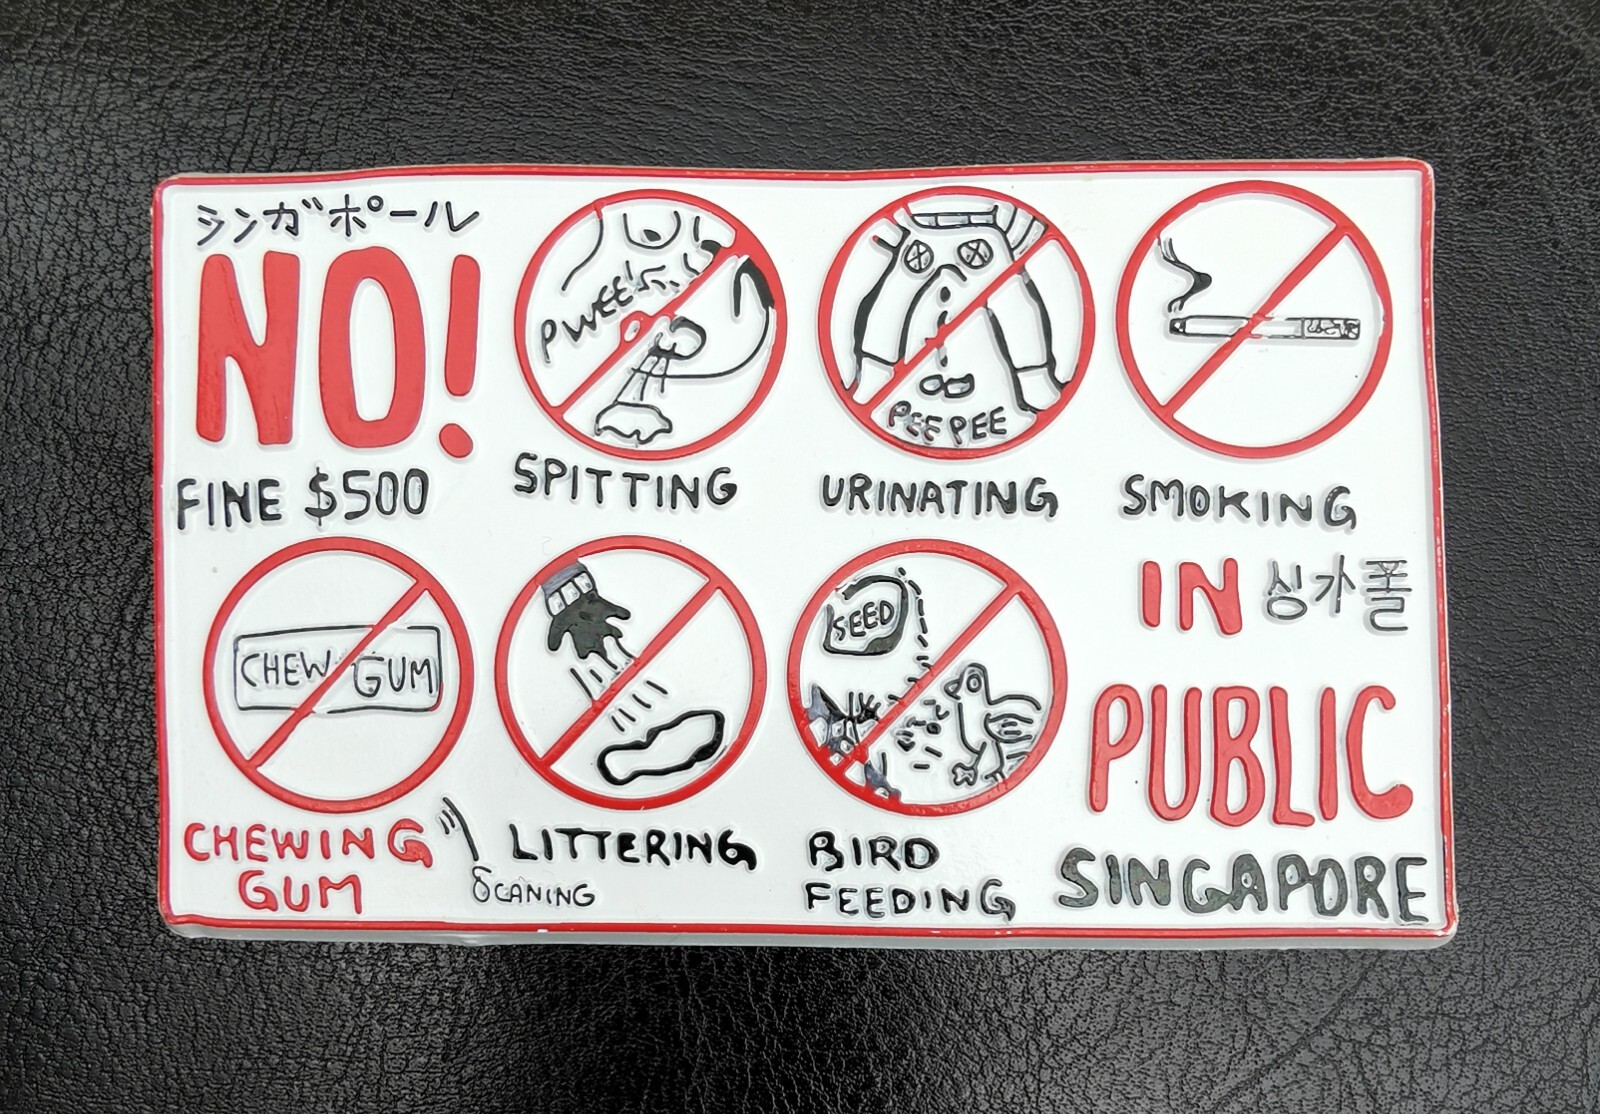 シンガポール
NO!
FINE $500
PWEE
SPITTING
PEE PEE
URINATING
SMOKING
CHEW GUM
CHEWING
GUM
& CANING
LITTERING
SEED
BIRD
FEEDING
IN 싱가폴
PUBLIC
SINGAPORE